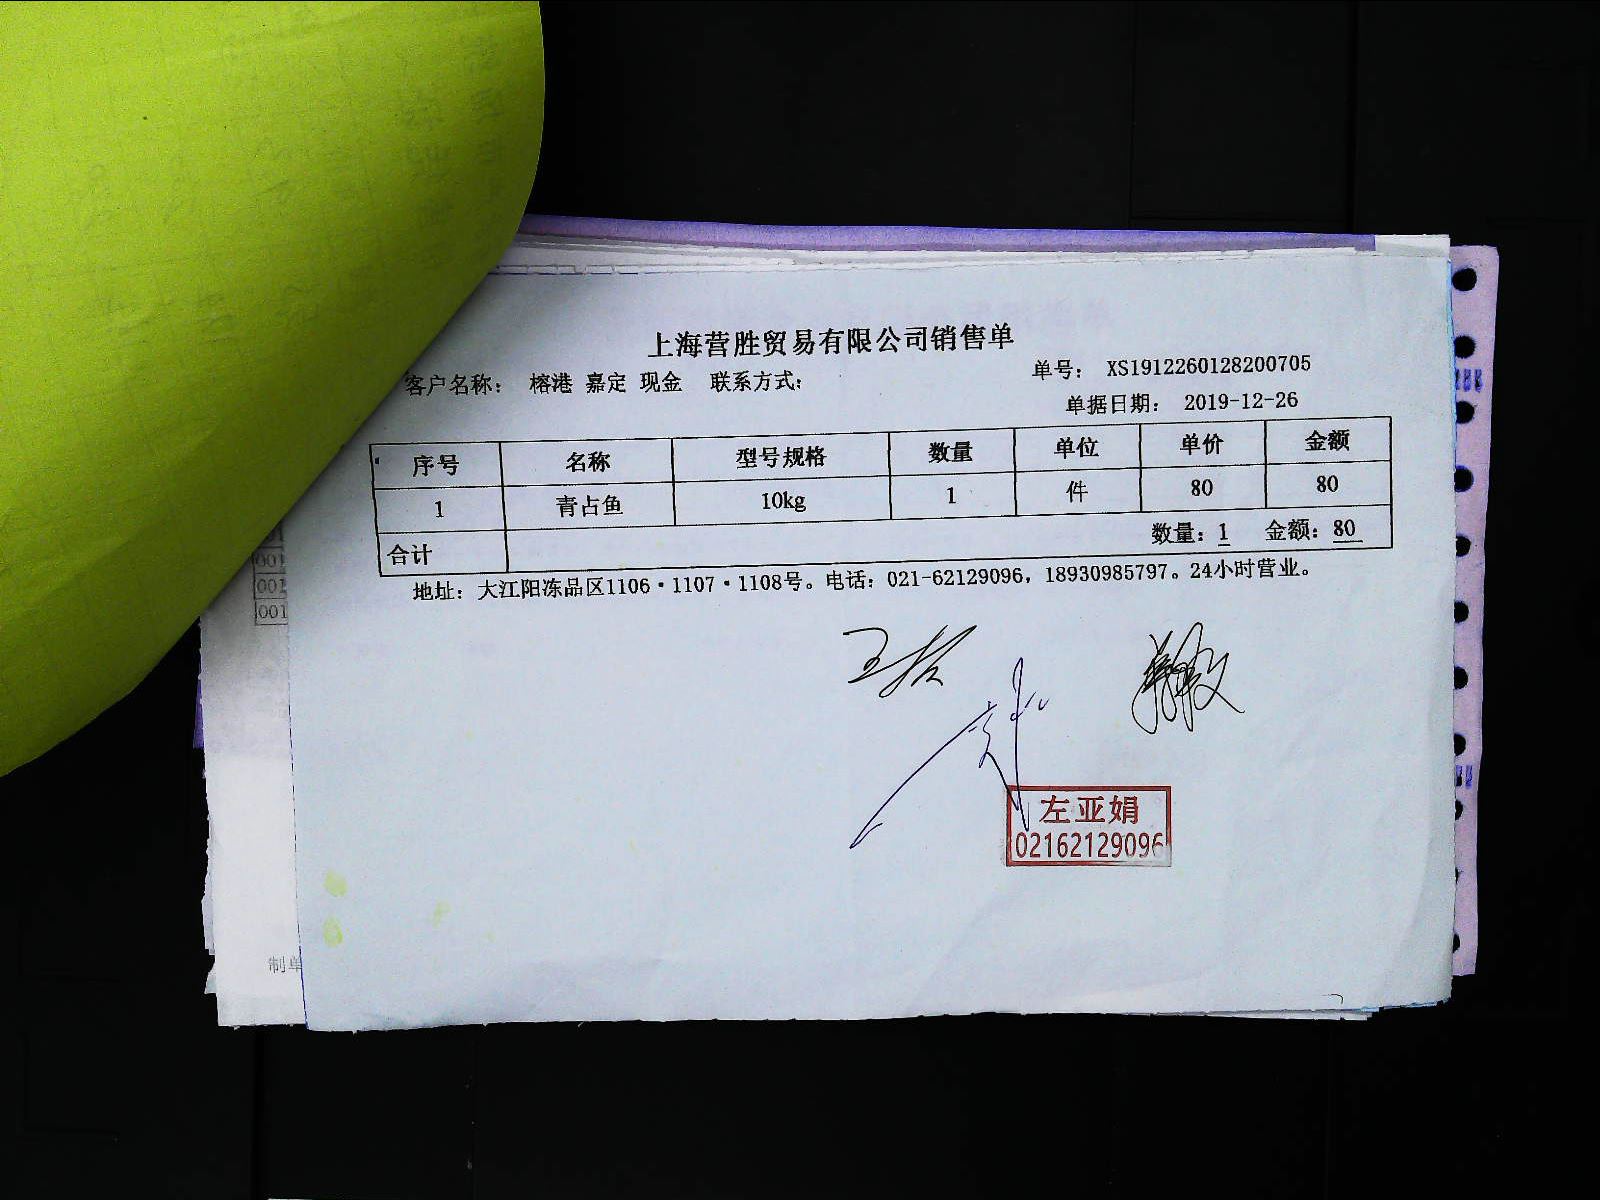 上海营胜贸易有限公司销售单
客户名称： 榕港 嘉定 现金 联系方式： 单号： XS1912260128200705
单据日期： 2019-12-26
序号 名称 型号规格 数量 单位 单价 金额
1 青占鱼 10kg 1 件 80 80
合计 数量：1 金额：80
地址：大江阳冻品区1106·1107·1108号。电话：021-62129096，18930985797。24小时营业。
左亚娟
02162129096
001
001
001
制单